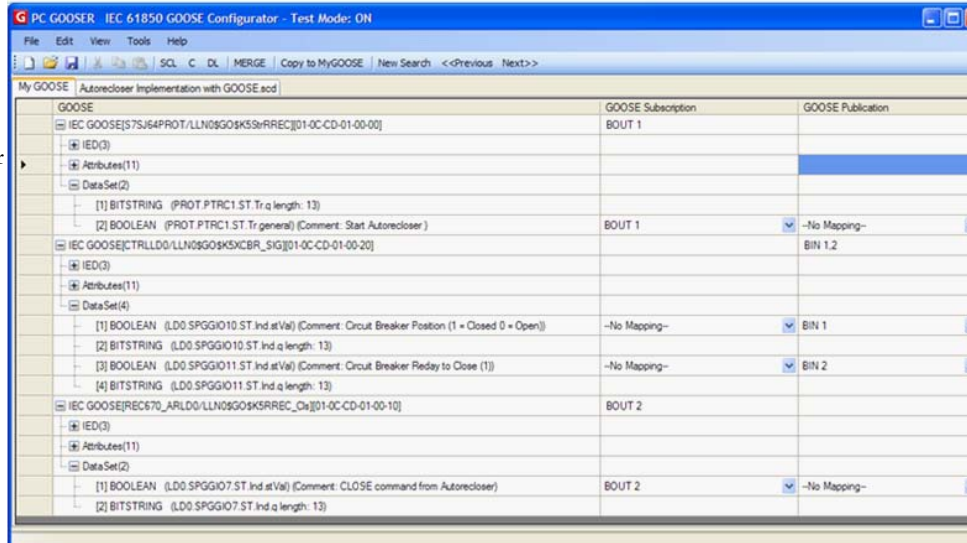 PC GOOSER IEC 61850 GOOSE Configurator - Test Mode: ON
File Edit View Tools Help
SCL C DL MERGE Copy to MyGOOSE New Search <<Previous Next>>
My GOOSE Autorecloser Implementation with GOOSE.scd
GOOSE GOOSE Subscription GOOSE Publication
IEC GOOSE[S7SJ64PROT/LLN0$GO$K5StrRREC][01-0C-CD-01-00-00] BOUT 1
IED(3)
r
Attributes(11)
DataSet(2)
[1] BITSTRING (PROT.PTRC1.ST.Tr.q length: 13)
[2] BOOLEAN (PROT.PTRC1.ST.Tr.general) (Comment: Start Autorecloser ) BOUT 1 --No Mapping--
IEC GOOSE[CTRLLD0/LLN0$GO$K5XCBR_SIG][01-0C-CD-01-00-20] BIN 1,2
IED(3)
Attributes(11)
DataSet(4)
[1] BOOLEAN (LD0.SPGGIO10.ST.Ind.stVal) (Comment: Circuit Breaker Position (1 = Closed 0 = Open)) --No Mapping-- BIN 1
[2] BITSTRING (LD0.SPGGIO10.ST.Ind.q length: 13)
[3] BOOLEAN (LD0.SPGGIO11.ST.Ind.stVal) (Comment: Circuit Breaker Reday to Close (1)) --No Mapping-- BIN 2
[4] BITSTRING (LD0.SPGGIO11.ST.Ind.q length: 13)
IEC GOOSE[REC670_ARLD0/LLN0$GO$K5RREC_Cls][01-0C-CD-01-00-10] BOUT 2
IED(3)
Attributes(11)
DataSet(2)
[1] BOOLEAN (LD0.SPGGIO7.ST.Ind.stVal) (Comment: CLOSE command from Autorecloser) BOUT 2 --No Mapping--
[2] BITSTRING (LD0.SPGGIO7.ST.Ind.q length: 13)